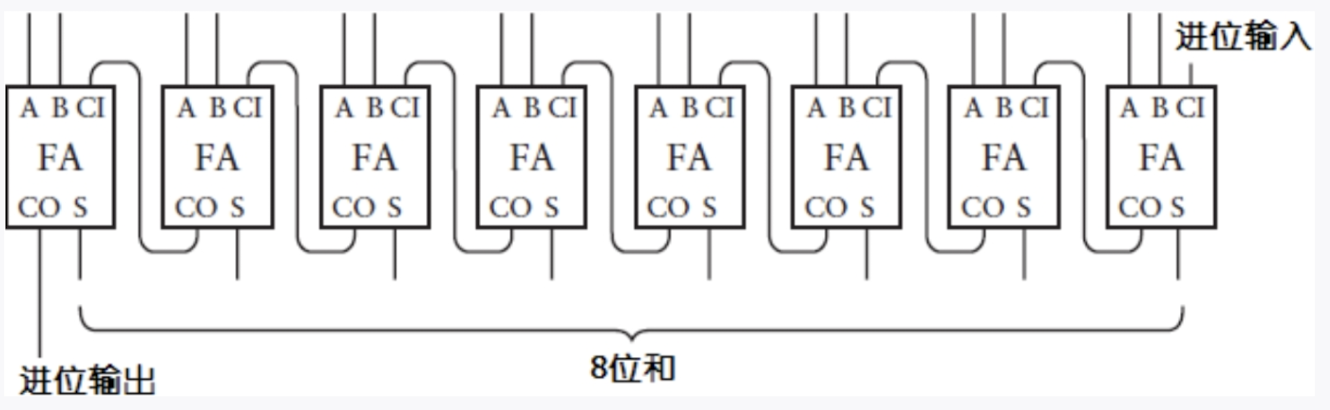 进位输入
A B CI A B CI A B CI A B CI A B CI A B CI A B CI A B CI
FA FA FA FA FA FA FA FA
CO S CO S CO S CO S CO S CO S CO S CO S
8位和
进位输出